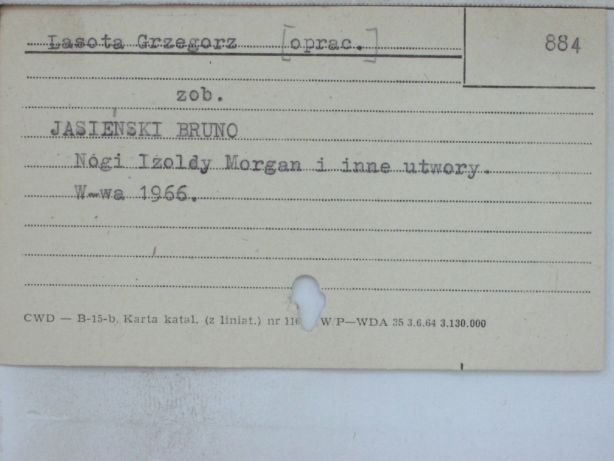 Lasota Grzegorz [oprac.] 884
zob.
JASIEŃSKI BRUNO
Nogi Izoldy Morgan i inne utwory.
W-wa 1966.
CWD — B-15-b. Karta katal. (z liniat.) nr W P—WDA 35 3.6.64 3.130.000